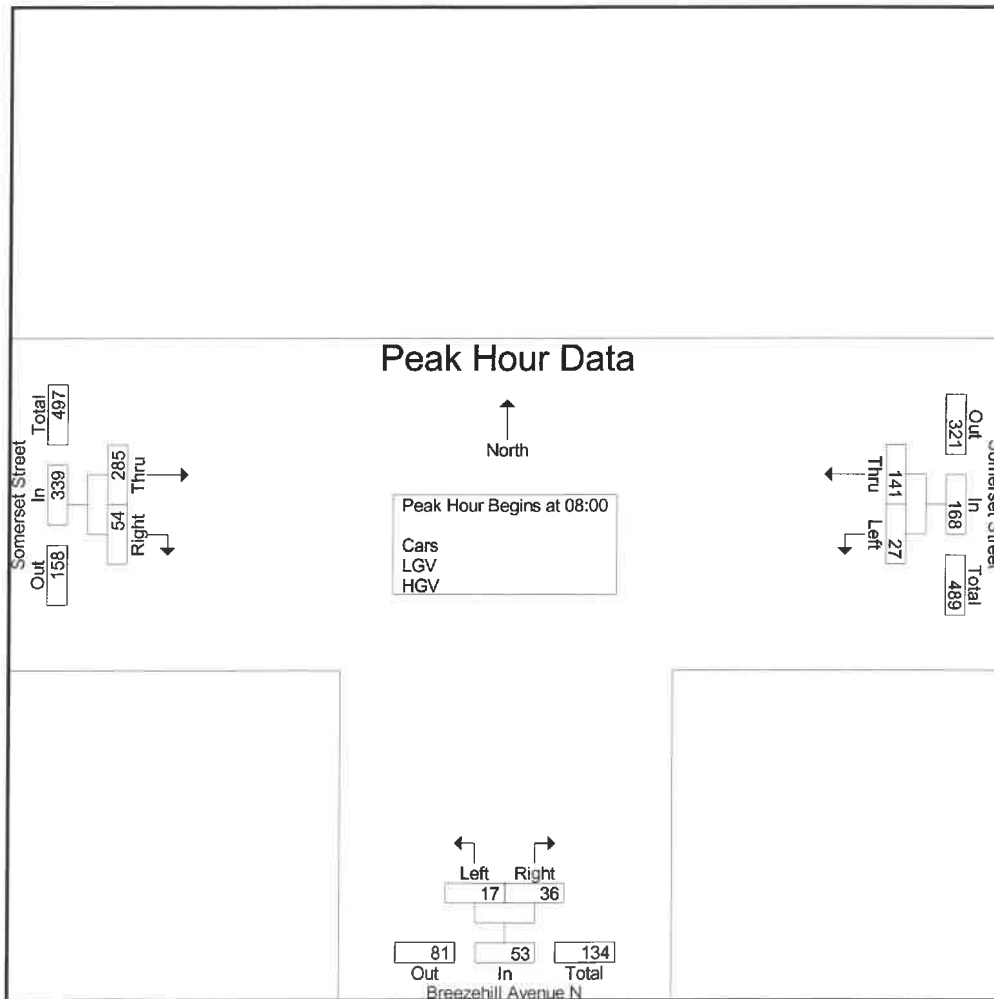 Peak Hour Data
North
Peak Hour Begins at 08:00
Cars
LGV
HGV
Somerset Street
Total
497
In
339
Out
158
285
Thru
54
Right
Out
321
In
168
Total
489
Somerset Street
Thru
141
Left
27
Left Right
17 36
81 53 134
Out In Total
Breezehill Avenue N